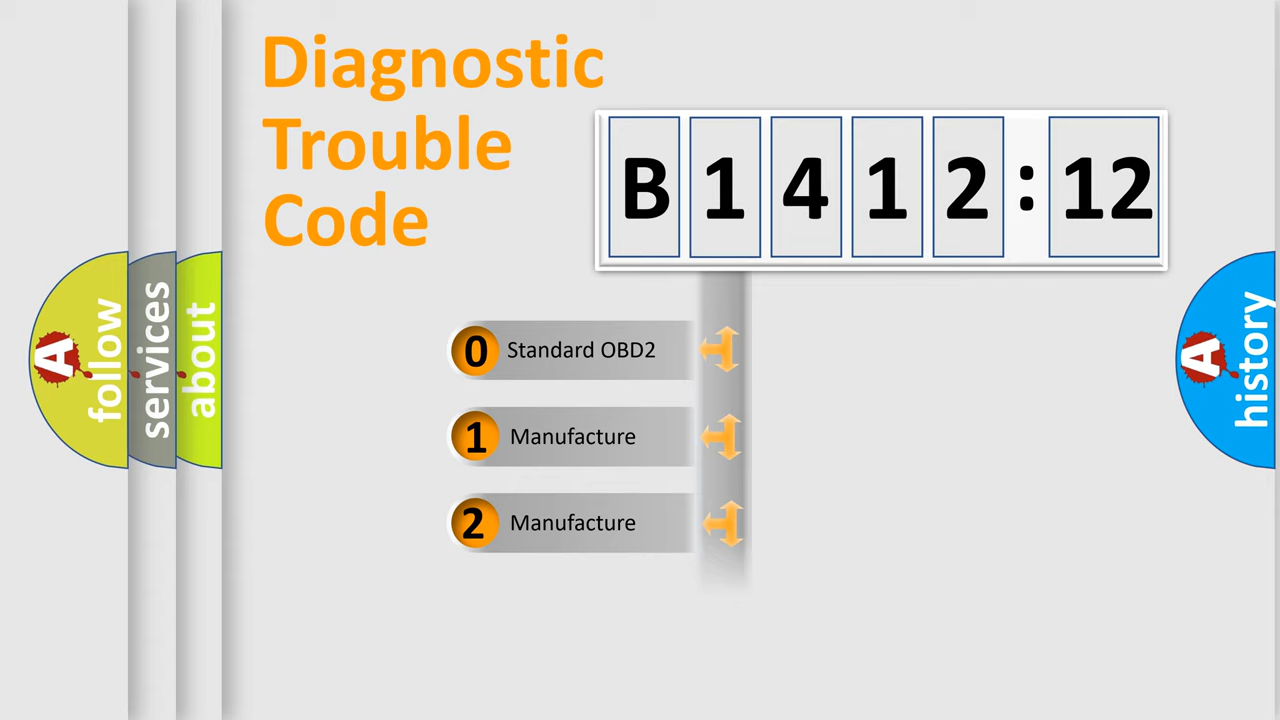 Diagnostic
Trouble
Code
B 1 4 1 2 : 12
0 Standard OBD2
1 Manufacture
2 Manufacture
A follow
services
about
A history